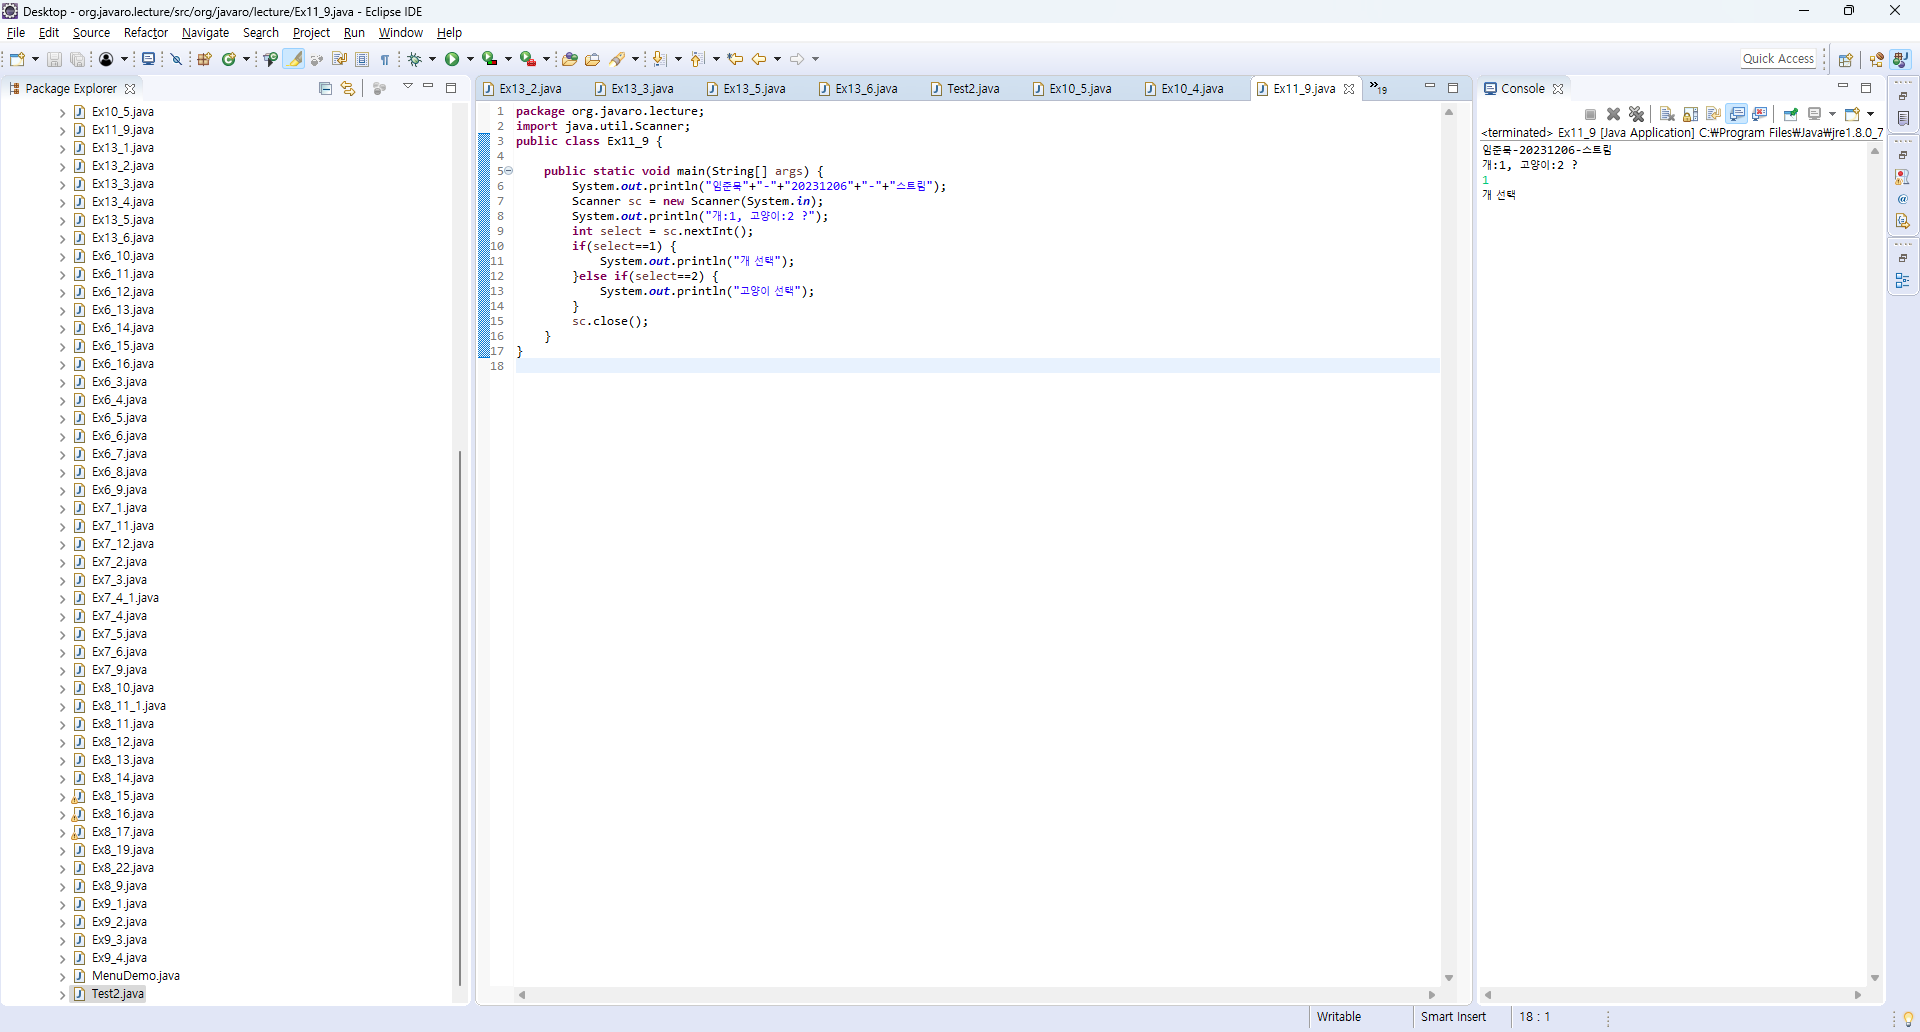 Desktop - org.javaro.lecture/src/org/javaro/lecture/Ex11_9.java - Eclipse IDE
File Edit Source Refactor Navigate Search Project Run Window Help
Quick Access
Package Explorer
Ex10_5.java
Ex11_9.java
Ex13_1.java
Ex13_2.java
Ex13_3.java
Ex13_4.java
Ex13_5.java
Ex13_6.java
Ex6_10.java
Ex6_11.java
Ex6_12.java
Ex6_13.java
Ex6_14.java
Ex6_15.java
Ex6_16.java
Ex6_3.java
Ex6_4.java
Ex6_5.java
Ex6_6.java
Ex6_7.java
Ex6_8.java
Ex6_9.java
Ex7_1.java
Ex7_11.java
Ex7_12.java
Ex7_2.java
Ex7_3.java
Ex7_4_1.java
Ex7_4.java
Ex7_5.java
Ex7_6.java
Ex7_9.java
Ex8_10.java
Ex8_11_1.java
Ex8_11.java
Ex8_12.java
Ex8_13.java
Ex8_14.java
Ex8_15.java
Ex8_16.java
Ex8_17.java
Ex8_19.java
Ex8_22.java
Ex8_9.java
Ex9_1.java
Ex9_2.java
Ex9_3.java
Ex9_4.java
MenuDemo.java
Test2.java
Ex13_2.java Ex13_3.java Ex13_5.java Ex13_6.java Test2.java Ex10_5.java Ex10_4.java Ex11_9.java »19
1 package org.javaro.lecture;
2 import java.util.Scanner;
3 public class Ex11_9 {
4
5 public static void main(String[] args) {
6 System.out.println("임준목"+"-"+"20231206"+"-"+"스트림");
7 Scanner sc = new Scanner(System.in);
8 System.out.println("개:1, 고양이:2 ?");
9 int select = sc.nextInt();
10 if(select==1) {
11 System.out.println("개 선택");
12 }else if(select==2) {
13 System.out.println("고양이 선택");
14 }
15 sc.close();
16 }
17 }
18
Console
<terminated> Ex11_9 [Java Application] C:₩Program Files₩Java₩jre1.8.0_7
임준목-20231206-스트림
개:1, 고양이:2 ?
1
개 선택
Writable Smart Insert 18 : 1